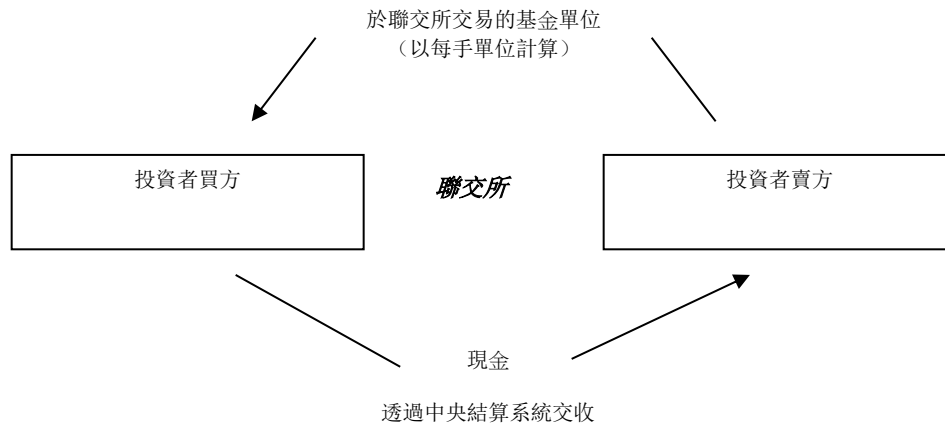 於聯交所交易的基金單位
（以每手單位計算）
投資者買方
聯交所
投資者賣方
現金
透過中央結算系統交收